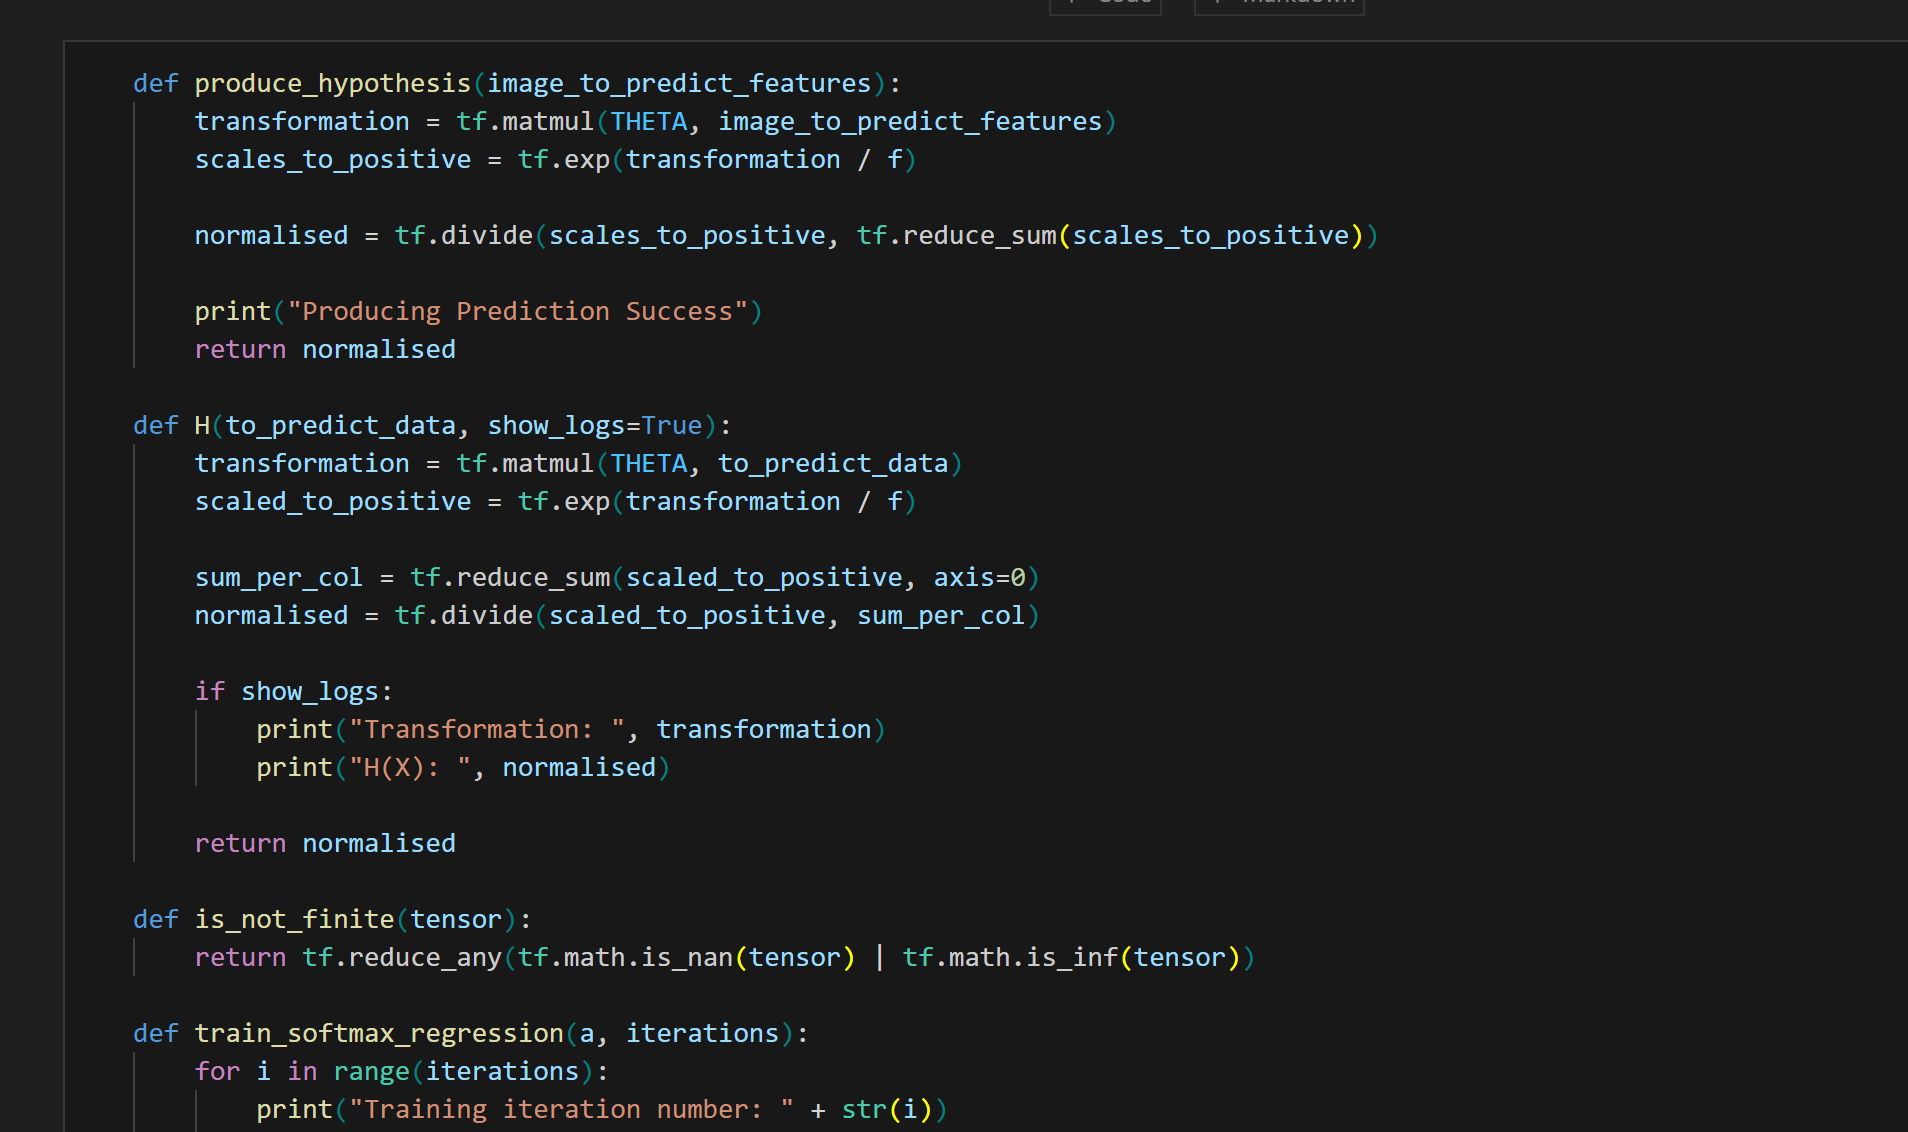 + Code + Markdown
def produce_hypothesis(image_to_predict_features):
    transformation = tf.matmul(THETA, image_to_predict_features)
    scales_to_positive = tf.exp(transformation / f)
    normalised = tf.divide(scales_to_positive, tf.reduce_sum(scales_to_positive))
    print("Producing Prediction Success")
    return normalised
def H(to_predict_data, show_logs=True):
    transformation = tf.matmul(THETA, to_predict_data)
    scaled_to_positive = tf.exp(transformation / f)
    sum_per_col = tf.reduce_sum(scaled_to_positive, axis=0)
    normalised = tf.divide(scaled_to_positive, sum_per_col)
    if show_logs:
        print("Transformation: ", transformation)
        print("H(X): ", normalised)
    return normalised
def is_not_finite(tensor):
    return tf.reduce_any(tf.math.is_nan(tensor) | tf.math.is_inf(tensor))
def train_softmax_regression(a, iterations):
    for i in range(iterations):
        print("Training iteration number: " + str(i))